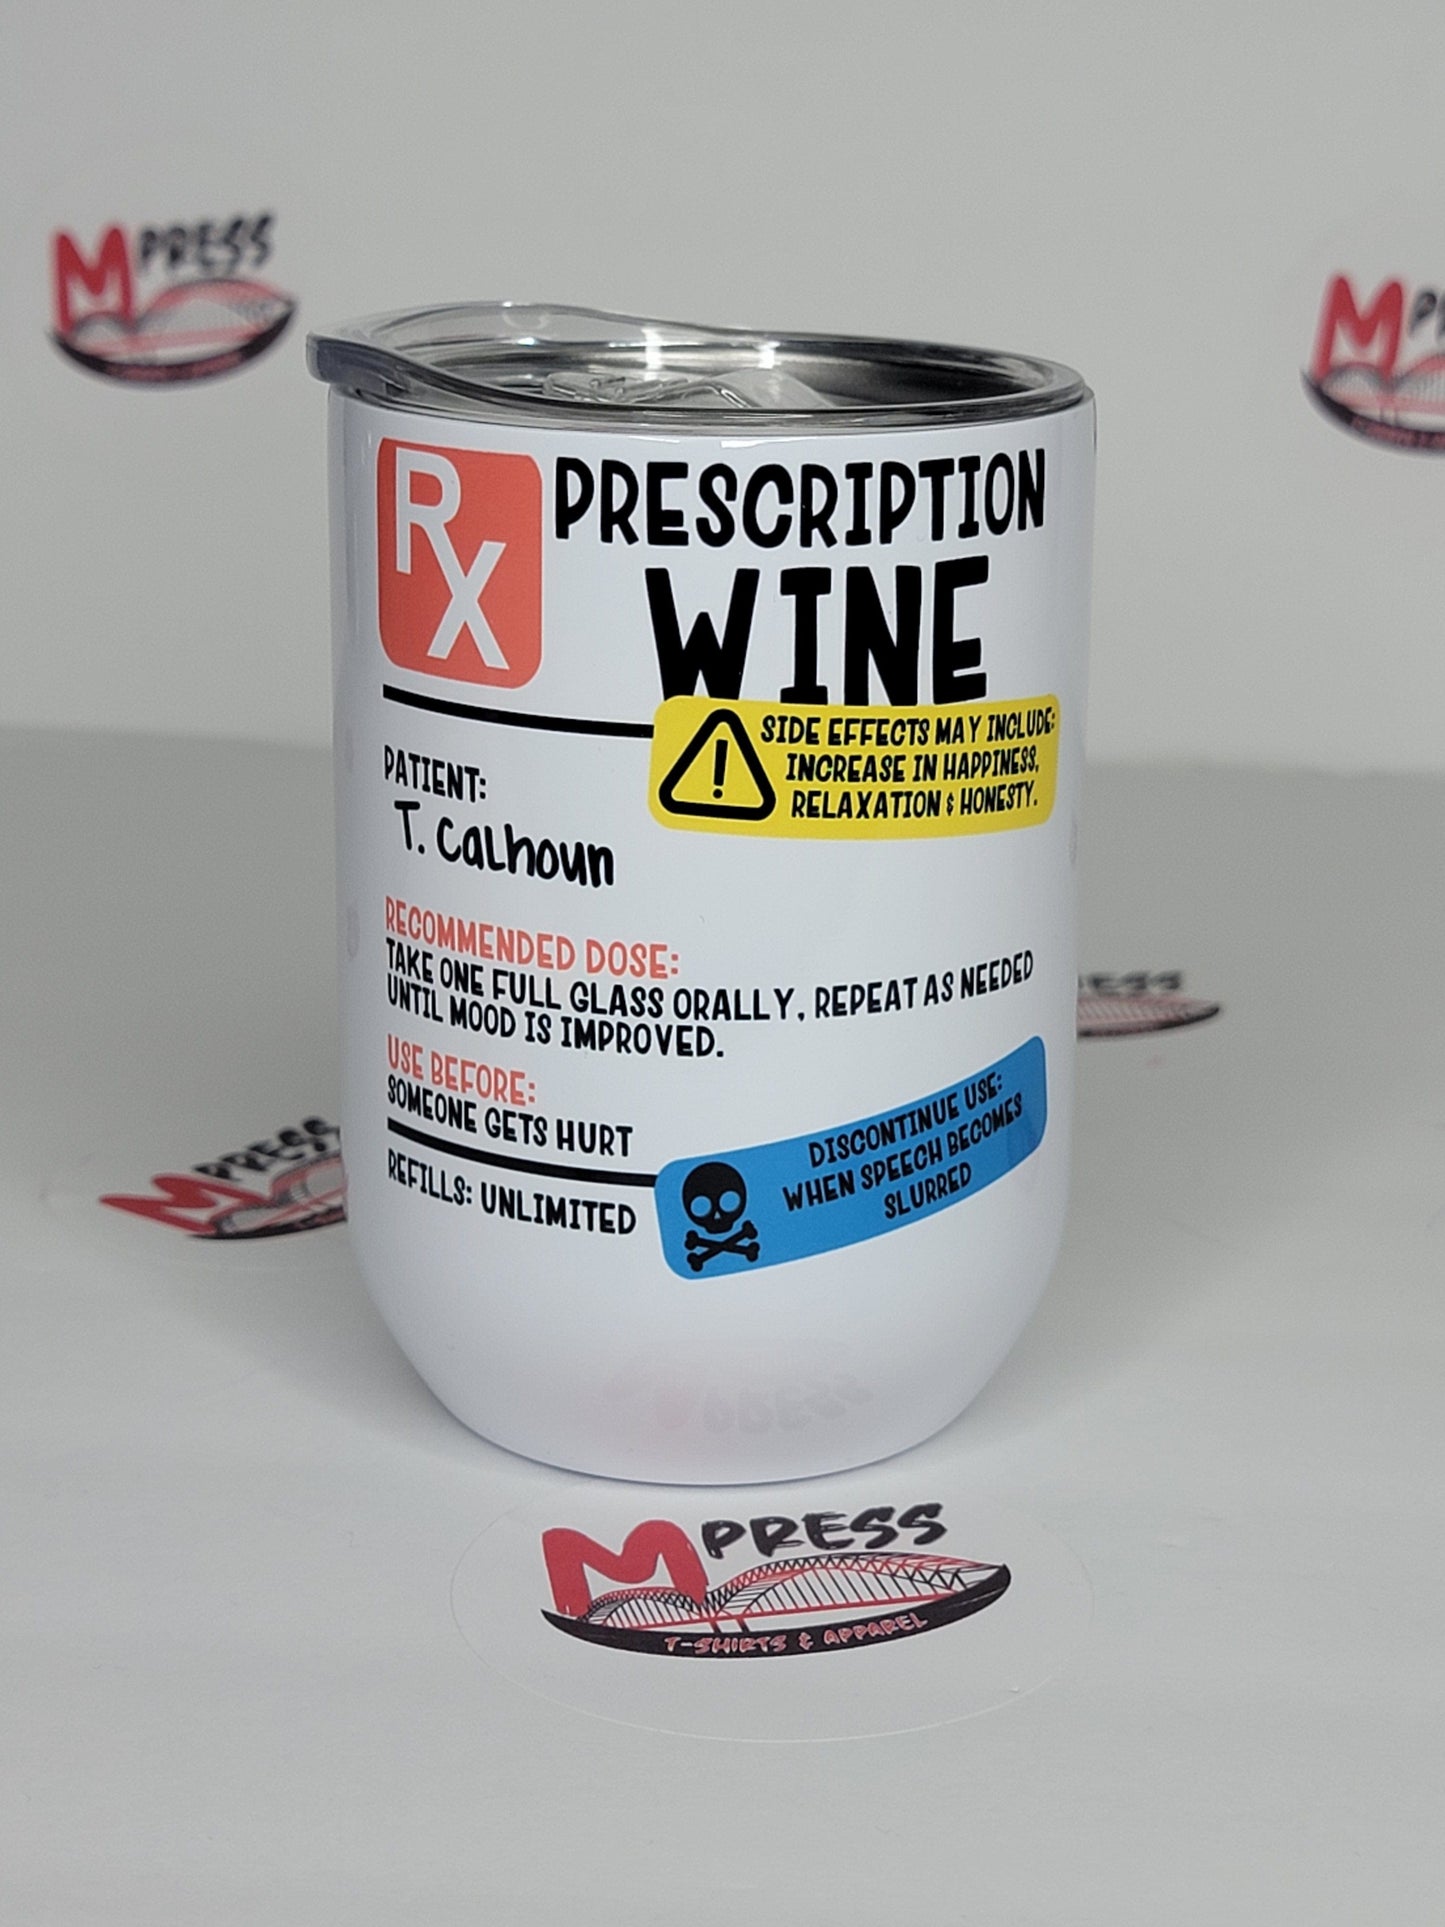 MPRESS
MP
RX
PRESCRIPTION
WINE
SIDE EFFECTS MAY INCLUDE:
INCREASE IN HAPPINESS,
RELAXATION & HONESTY.
PATIENT:
T. Calhoun
RECOMMENDED DOSE:
TAKE ONE FULL GLASS ORALLY, REPEAT AS NEEDED
UNTIL MOOD IS IMPROVED.
USE BEFORE:
SOMEONE GETS HURT
REFILLS: UNLIMITED
DISCONTINUE USE:
WHEN SPEECH BECOMES
SLURRED
PRESS
MPRESS
MPRESS
T-SHIRTS & APPAREL